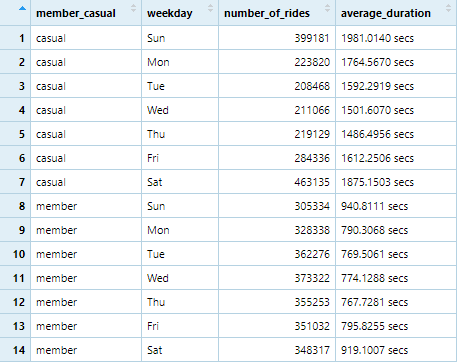 member_casual weekday number_of_rides average_duration
1 casual Sun 399181 1981.0140 secs
2 casual Mon 223820 1764.5670 secs
3 casual Tue 208468 1592.2919 secs
4 casual Wed 211066 1501.6070 secs
5 casual Thu 219129 1486.4956 secs
6 casual Fri 284336 1612.2506 secs
7 casual Sat 463135 1875.1503 secs
8 member Sun 305334 940.8111 secs
9 member Mon 328338 790.3068 secs
10 member Tue 362276 769.5061 secs
11 member Wed 373322 774.1288 secs
12 member Thu 355253 767.7281 secs
13 member Fri 351032 795.8255 secs
14 member Sat 348317 919.1007 secs